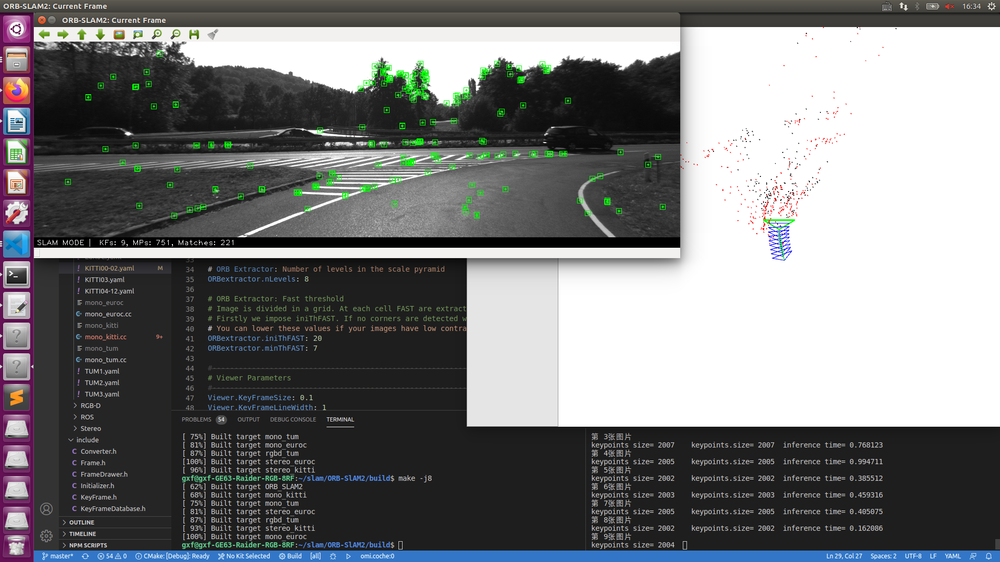 ORB-SLAM2: Current Frame
16:34
ORB-SLAM2: Current Frame
SLAM MODE | KFs: 9, MPs: 751, Matches: 221
KITTI00-02.yaml M
KITTI03.yaml
KITTI04-12.yaml
mono_euroc
mono_euroc.cc
mono_kitti
mono_kitti.cc 9+
mono_tum
mono_tum.cc
TUM1.yaml
TUM2.yaml
TUM3.yaml
RGB-D
ROS
Stereo
include
Converter.h
Frame.h
FrameDrawer.h
Initializer.h
KeyFrame.h
KeyFrameDatabase.h
OUTLINE
TIMELINE
NPM SCRIPTS
33
34 # ORB Extractor: Number of levels in the scale pyramid
35 ORBextractor.nLevels: 8
36
37 # ORB Extractor: Fast threshold
38 # Image is divided in a grid. At each cell FAST are extract
39 # Firstly we impose iniThFAST. If no corners are detected w
40 # You can lower these values if your images have low contra
41 ORBextractor.iniThFAST: 20
42 ORBextractor.minThFAST: 7
43
44 #--------------------------------------------------------
45 # Viewer Parameters
46 #--------------------------------------------------------
47 Viewer.KeyFrameSize: 0.1
48 Viewer.KeyFrameLineWidth: 1
PROBLEMS 54 OUTPUT DEBUG CONSOLE TERMINAL
[ 75%] Built target mono_tum
[ 81%] Built target mono_euroc
[ 87%] Built target rgbd_tum
[100%] Built target stereo_euroc
[ 96%] Built target stereo_kitti
gxf@gxf-GE63-Raider-RGB-8RF:~/slam/ORB-SlAM2/build$ make -j8
[ 62%] Built target ORB_SLAM2
[ 68%] Built target mono_kitti
[ 75%] Built target mono_tum
[ 81%] Built target stereo_euroc
[ 87%] Built target rgbd_tum
[ 93%] Built target stereo_kitti
[100%] Built target mono_euroc
gxf@gxf-GE63-Raider-RGB-8RF:~/slam/ORB-SlAM2/build$
第 3张图片
keypoints size= 2007 keypoints.size= 2007 inference time= 0.768123
第 4张图片
keypoints size= 2005 keypoints.size= 2005 inference time= 0.994711
第 5张图片
keypoints size= 2002 keypoints.size= 2002 inference time= 0.385512
第 6张图片
keypoints size= 2003 keypoints.size= 2003 inference time= 0.459316
第 7张图片
keypoints size= 2005 keypoints.size= 2005 inference time= 0.405075
第 8张图片
keypoints size= 2002 keypoints.size= 2002 inference time= 0.162086
第 9张图片
keypoints size= 2004
master* 54 0 CMake: [Debug]: Ready No Kit Selected Build [all] omi.coche:0 Ln 29, Col 27 Spaces: 2 UTF-8 LF YAML